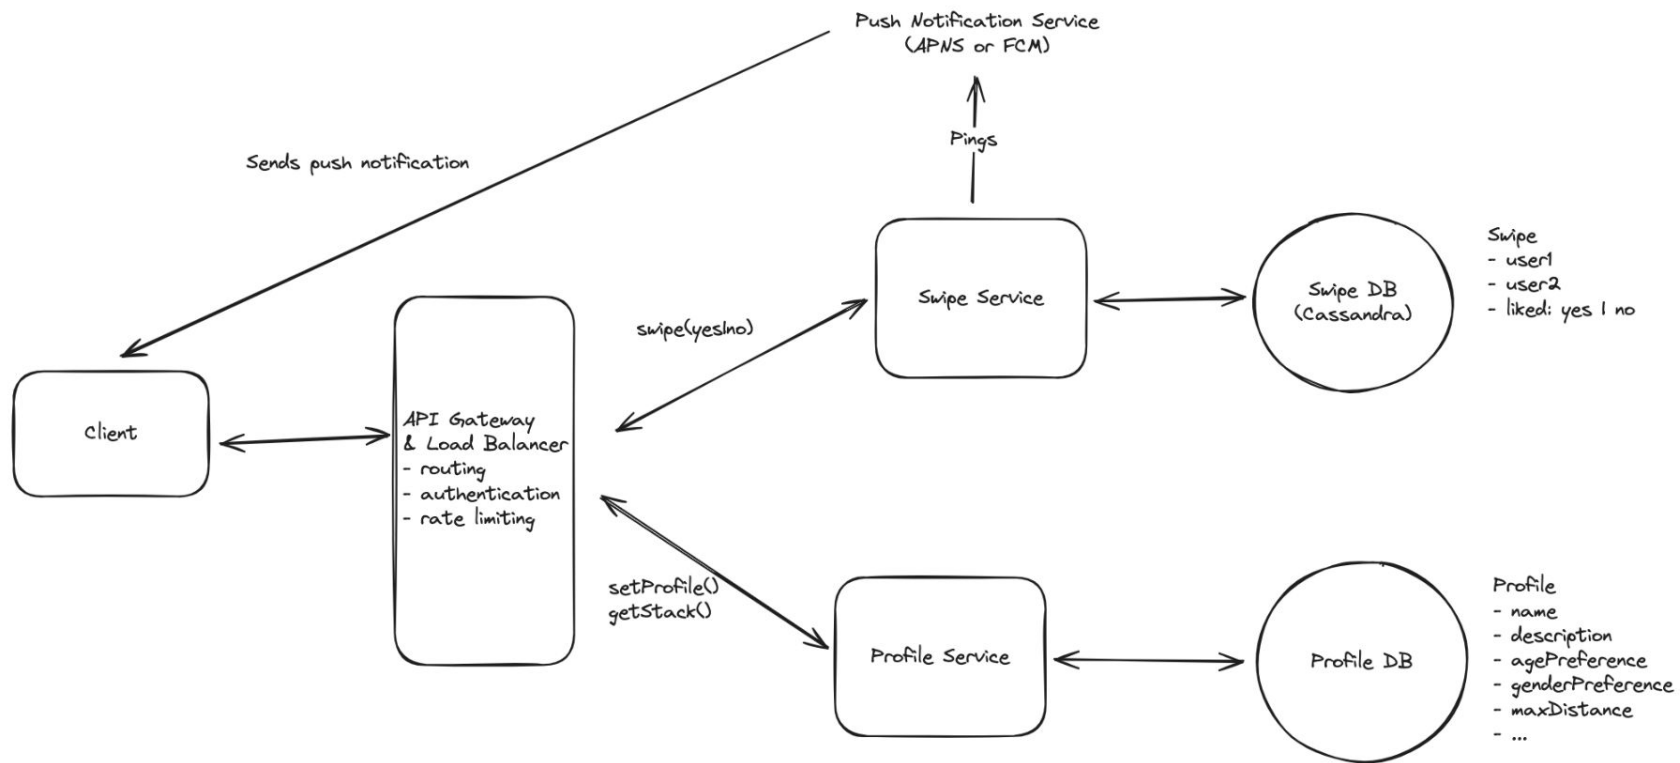 Push Notification Service
(APNS or FCM)
Pings
Sends push notification
Swipe Service
Swipe DB
(Cassandra)
Swipe
- user1
- user2
- liked: yes | no
swipe(yes|no)
Client
API Gateway
& Load Balancer
- routing
- authentication
- rate limiting
setProfile()
getStack()
Profile Service
Profile DB
Profile
- name
- description
- agePreference
- genderPreference
- maxDistance
- ...